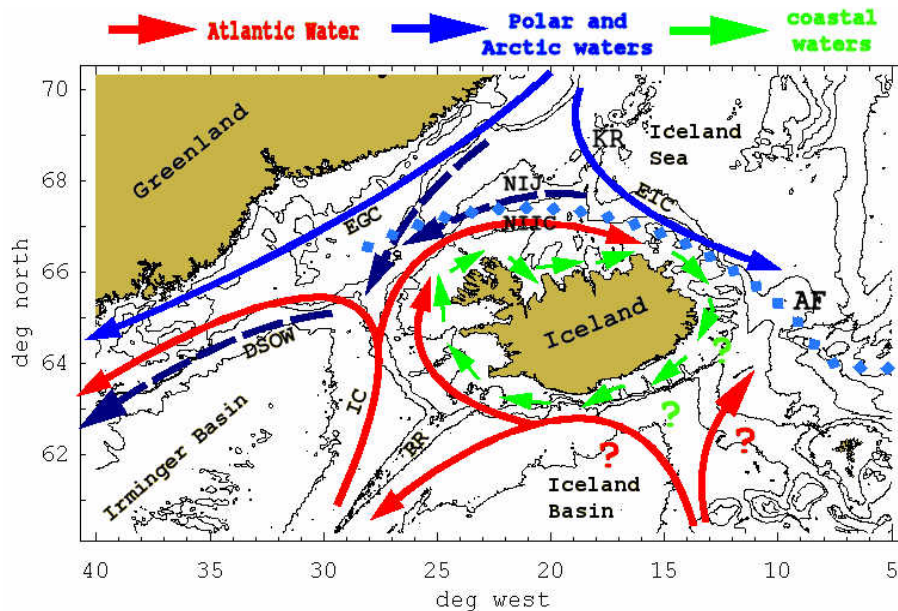 Atlantic Water
Polar and
Arctic waters
coastal
waters
70
68
66
64
62
deg north
Greenland
KR
Iceland
Sea
NIJ
EIC
EGC
NIIC
AF
Iceland
DSOW
?
IC
Irminger Basin
RR
?
?
?
Iceland
Basin
40
35
30
25
20
15
10
5
deg west